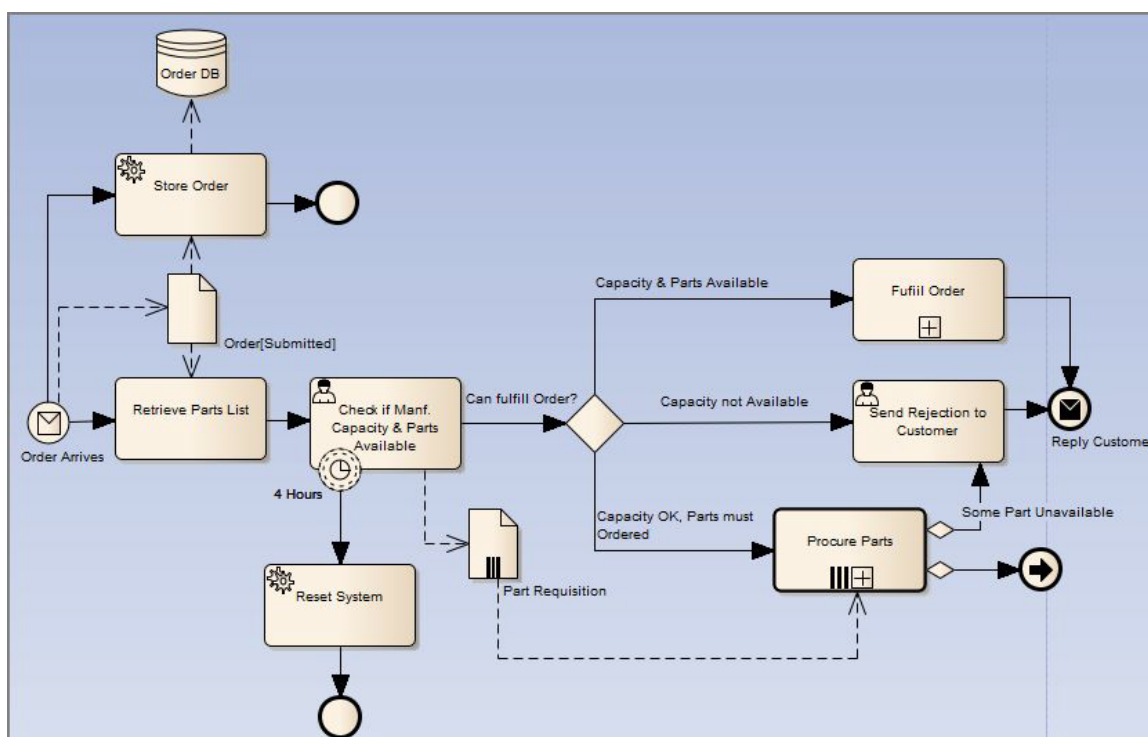 Order DB
Store Order
Order[Submitted]
Order Arrives
Retrieve Parts List
Check if Manf.
Capacity & Parts
Available
4 Hours
Reset System
Part Requisition
Can fulfill Order?
Capacity & Parts Available
Fufiill Order
Capacity not Available
Send Rejection to
Customer
Reply Custome
Capacity OK, Parts must
Ordered
Procure Parts
Some Part Unavailable